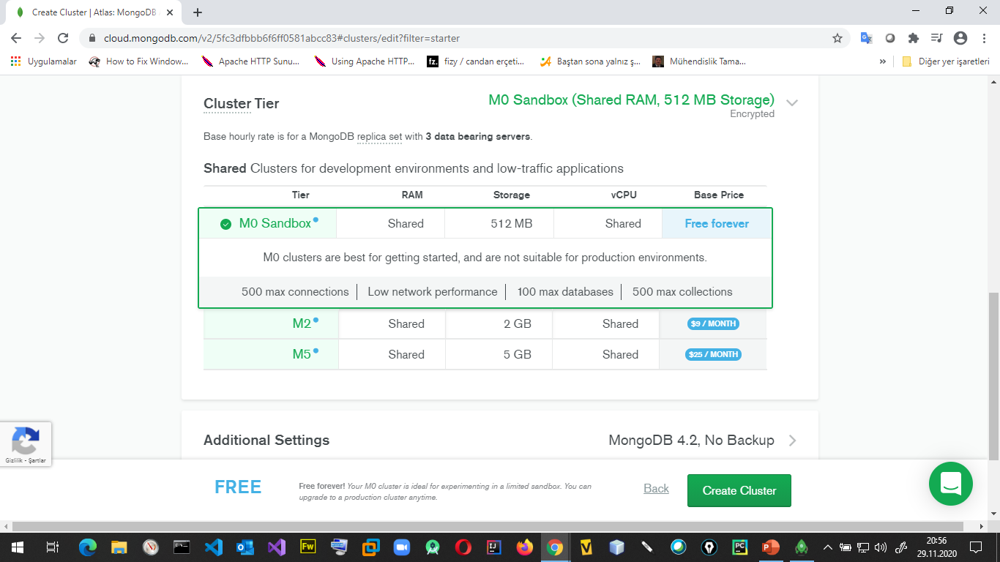 Create Cluster | Atlas: MongoDB
cloud.mongodb.com/v2/5fc3dfbbb6f6ff0581abcc83#clusters/edit?filter=starter
Uygulamalar How to Fix Window... Apache HTTP Sunu... Using Apache HTTP... fz. fizy / candan erçeti... Baştan sona yalnız ş... Mühendislik Tama... » Diğer yer işaretleri
Cluster Tier M0 Sandbox (Shared RAM, 512 MB Storage)
Encrypted
Base hourly rate is for a MongoDB replica set with 3 data bearing servers.
Shared Clusters for development environments and low-traffic applications
Tier RAM Storage vCPU Base Price
M0 Sandbox Shared 512 MB Shared Free forever
M0 clusters are best for getting started, and are not suitable for production environments.
500 max connections Low network performance 100 max databases 500 max collections
M2 Shared 2 GB Shared $9 / MONTH
M5 Shared 5 GB Shared $25 / MONTH
Additional Settings MongoDB 4.2, No Backup
Gizlilik - Şartlar
FREE Free forever! Your M0 cluster is ideal for experimenting in a limited sandbox. You can
upgrade to a production cluster anytime.
Back Create Cluster
Fw IJ PC P
20:56
29.11.2020